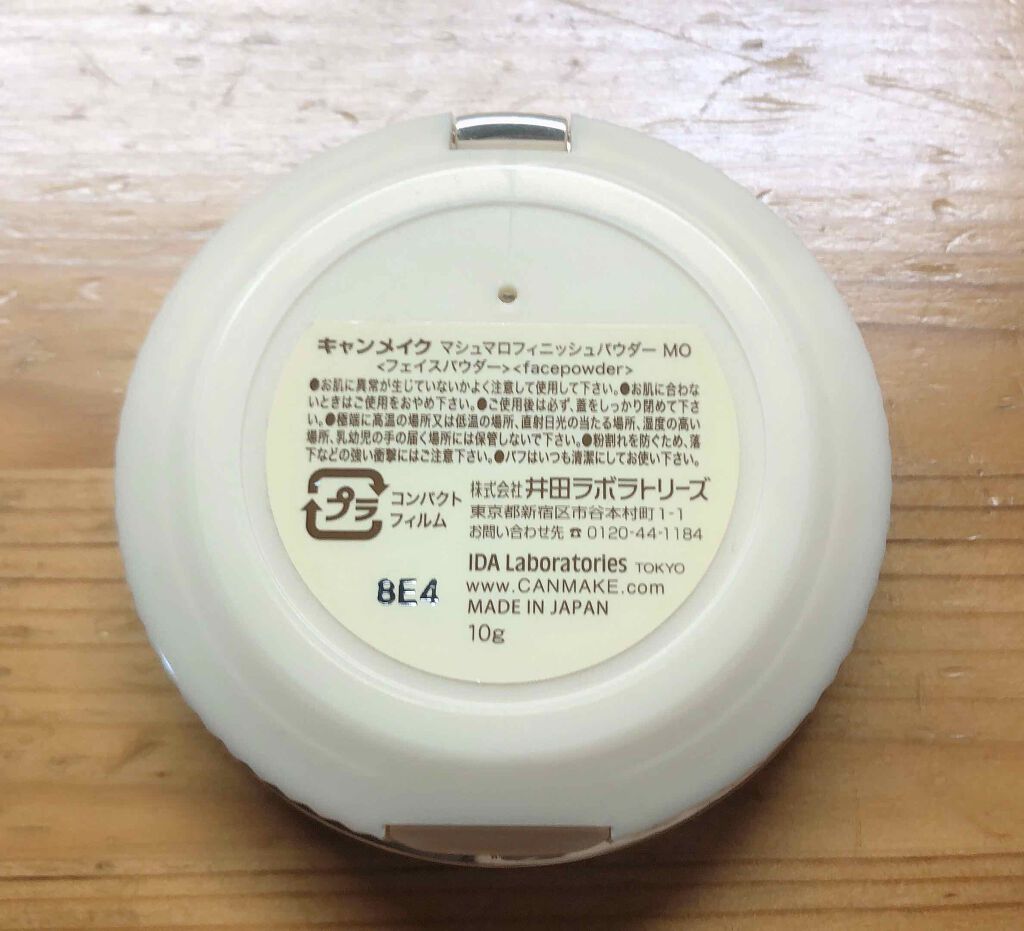 キャンメイク マシュマロフィニッシュパウダー MO
<フェイスパウダー><facepowder>
●お肌に異常が生じていないかよく注意して使用して下さい。●お肌に合わな
いときはご使用をおやめ下さい。●ご使用後は必ず、蓋をしっかり閉めて下さ
い。●極端に高温の場所又は低温の場所、直射日光の当たる場所、湿度の高い
場所、乳幼児の手の届く場所には保管しないで下さい。●粉割れを防ぐため、落
下などの強い衝撃にはご注意下さい。●パフはいつも清潔にしてお使い下さい。
プラ
コンパクト
フィルム
株式会社 井田ラボラトリーズ
東京都新宿区市谷本村町1-1
お問い合わせ先 ☎ 0120-44-1184
IDA Laboratories TOKYO
www.CANMAKE.com
MADE IN JAPAN
10g
8E4